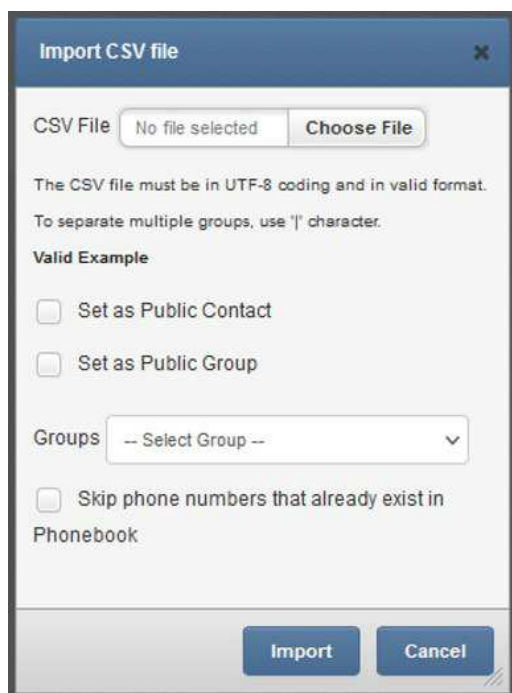 Import CSV file
CSV File No file selected Choose File
The CSV file must be in UTF-8 coding and in valid format.
To separate multiple groups, use '|' character.
Valid Example
Set as Public Contact
Set as Public Group
Groups -- Select Group --
Skip phone numbers that already exist in
Phonebook
Import Cancel